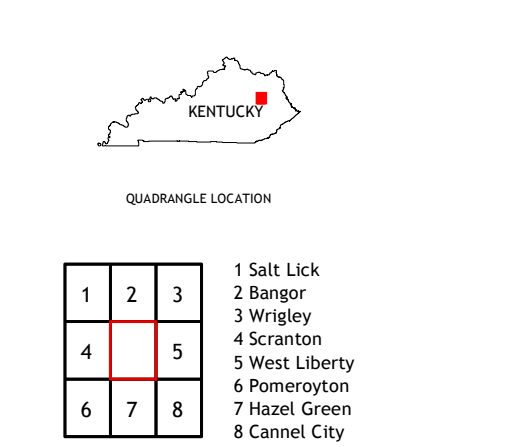 KENTUCKY
QUADRANGLE LOCATION
1 2 3
4 5
6 7 8
1 Salt Lick
2 Bangor
3 Wrigley
4 Scranton
5 West Liberty
6 Pomeroyton
7 Hazel Green
8 Cannel City